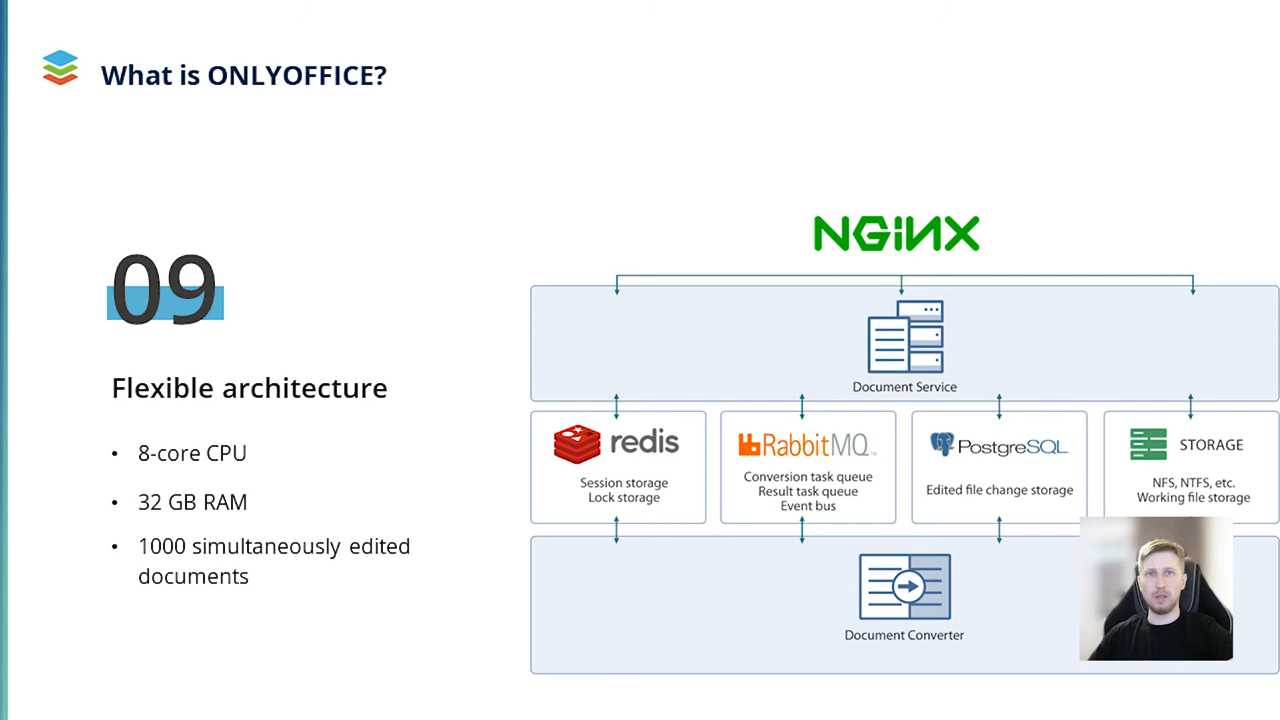 What is ONLYOFFICE?
NGINX
09
Flexible architecture
• 8-core CPU
• 32 GB RAM
• 1000 simultaneously edited
documents
Document Service
redis
Session storage
Lock storage
RabbitMQ™
Conversion task queue
Result task queue
Event bus
PostgreSQL
Edited file change storage
STORAGE
NFS, NTFS, etc.
Working file storage
Document Converter